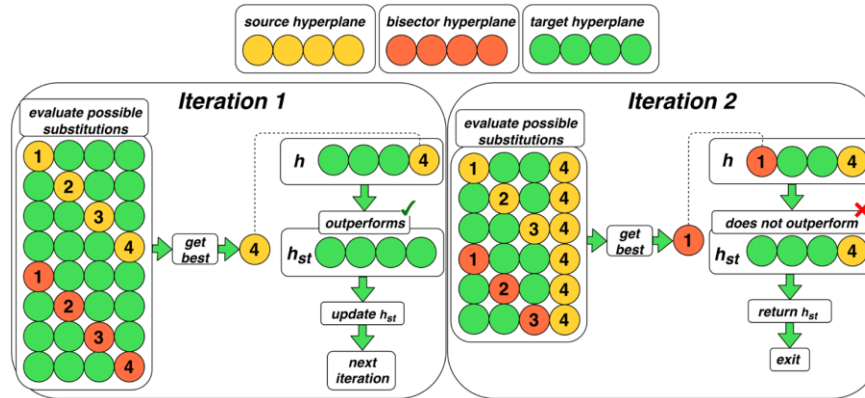 source hyperplane
bisector hyperplane
target hyperplane
Iteration 1
evaluate possible
substitutions
1
2
3
4
1
2
3
4
get
best
4
h
4
outperforms
hst
update hst
next
iteration
Iteration 2
evaluate possible
substitutions
1 4
2 4
3 4
1 4
2 4
3 4
get
best
1
h
1 4
does not outperform
hst
4
return hst
exit